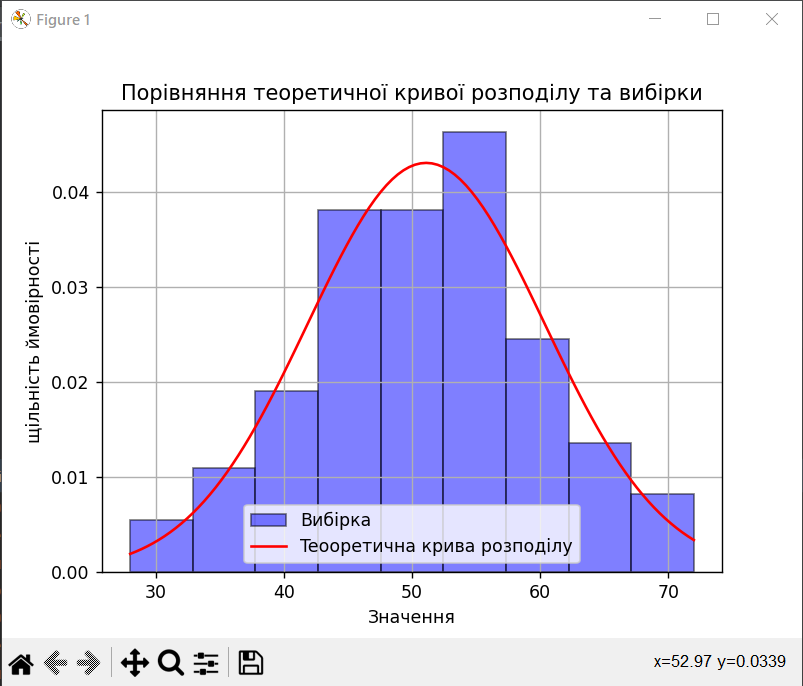 Figure 1
Порівняння теоретичної кривої розподілу та вибірки
щільність ймовірності
0.04
0.03
0.02
0.01
0.00
Вибірка
Теооретична крива розподілу
30 40 50 60 70
Значення
x=52.97 y=0.0339